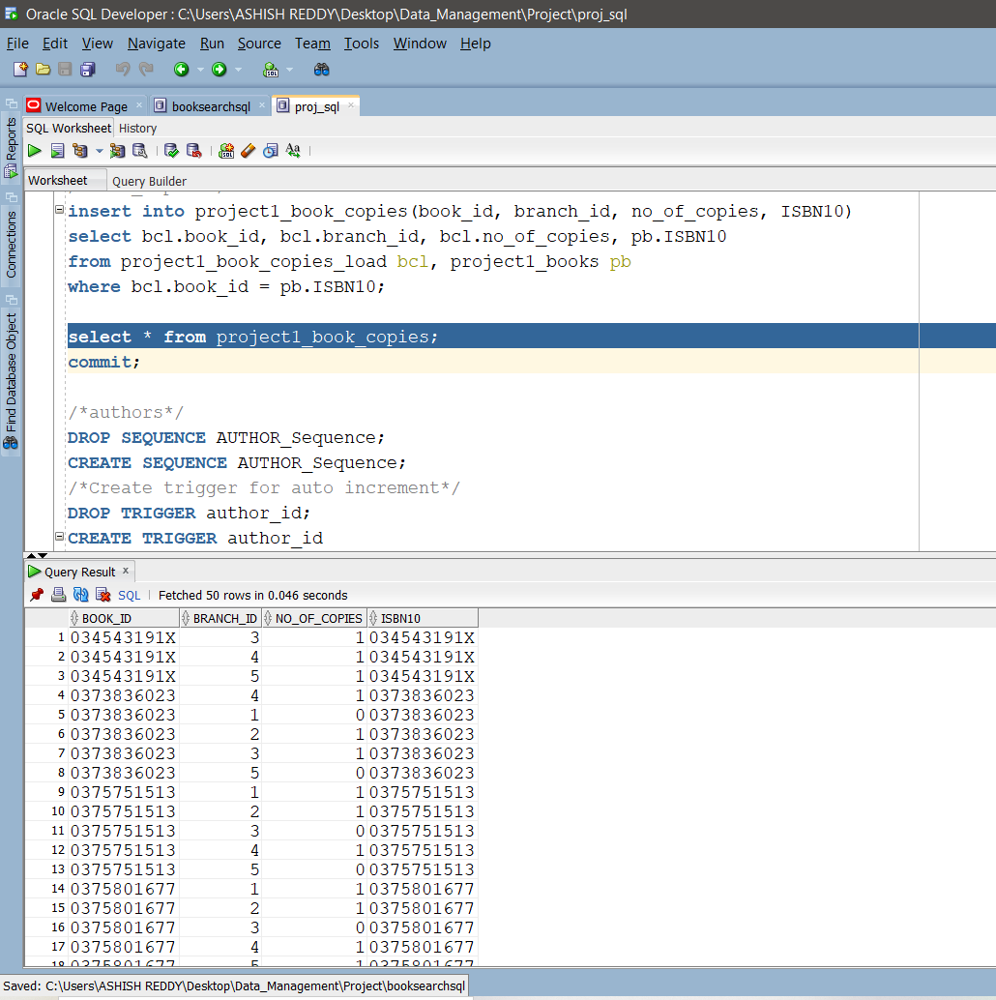 Oracle SQL Developer : C:\Users\ASHISH REDDY\Desktop\Data_Management\Project\proj_sql
File Edit View Navigate Run Source Team Tools Window Help
Welcome Page booksearchsql proj_sql
SQL Worksheet History
Worksheet Query Builder
Reports
Connections
Find Database Object
insert into project1_book_copies(book_id, branch_id, no_of_copies, ISBN10)
select bcl.book_id, bcl.branch_id, bcl.no_of_copies, pb.ISBN10
from project1_book_copies_load bcl, project1_books pb
where bcl.book_id = pb.ISBN10;
select * from project1_book_copies;
commit;
/*authors*/
DROP SEQUENCE AUTHOR_Sequence;
CREATE SEQUENCE AUTHOR_Sequence;
/*Create trigger for auto increment*/
DROP TRIGGER author_id;
CREATE TRIGGER author_id
Query Result
SQL Fetched 50 rows in 0.046 seconds
BOOK_ID BRANCH_ID NO_OF_COPIES ISBN10
1 034543191X 3 1 034543191X
2 034543191X 4 1 034543191X
3 034543191X 5 1 034543191X
4 0373836023 4 1 0373836023
5 0373836023 1 0 0373836023
6 0373836023 2 1 0373836023
7 0373836023 3 1 0373836023
8 0373836023 5 0 0373836023
9 0375751513 1 1 0375751513
10 0375751513 2 1 0375751513
11 0375751513 3 0 0375751513
12 0375751513 4 1 0375751513
13 0375751513 5 0 0375751513
14 0375801677 1 1 0375801677
15 0375801677 2 1 0375801677
16 0375801677 3 0 0375801677
17 0375801677 4 1 0375801677
18 0375801677 5 1 0375801677
Saved: C:\Users\ASHISH REDDY\Desktop\Data_Management\Project\booksearchsql